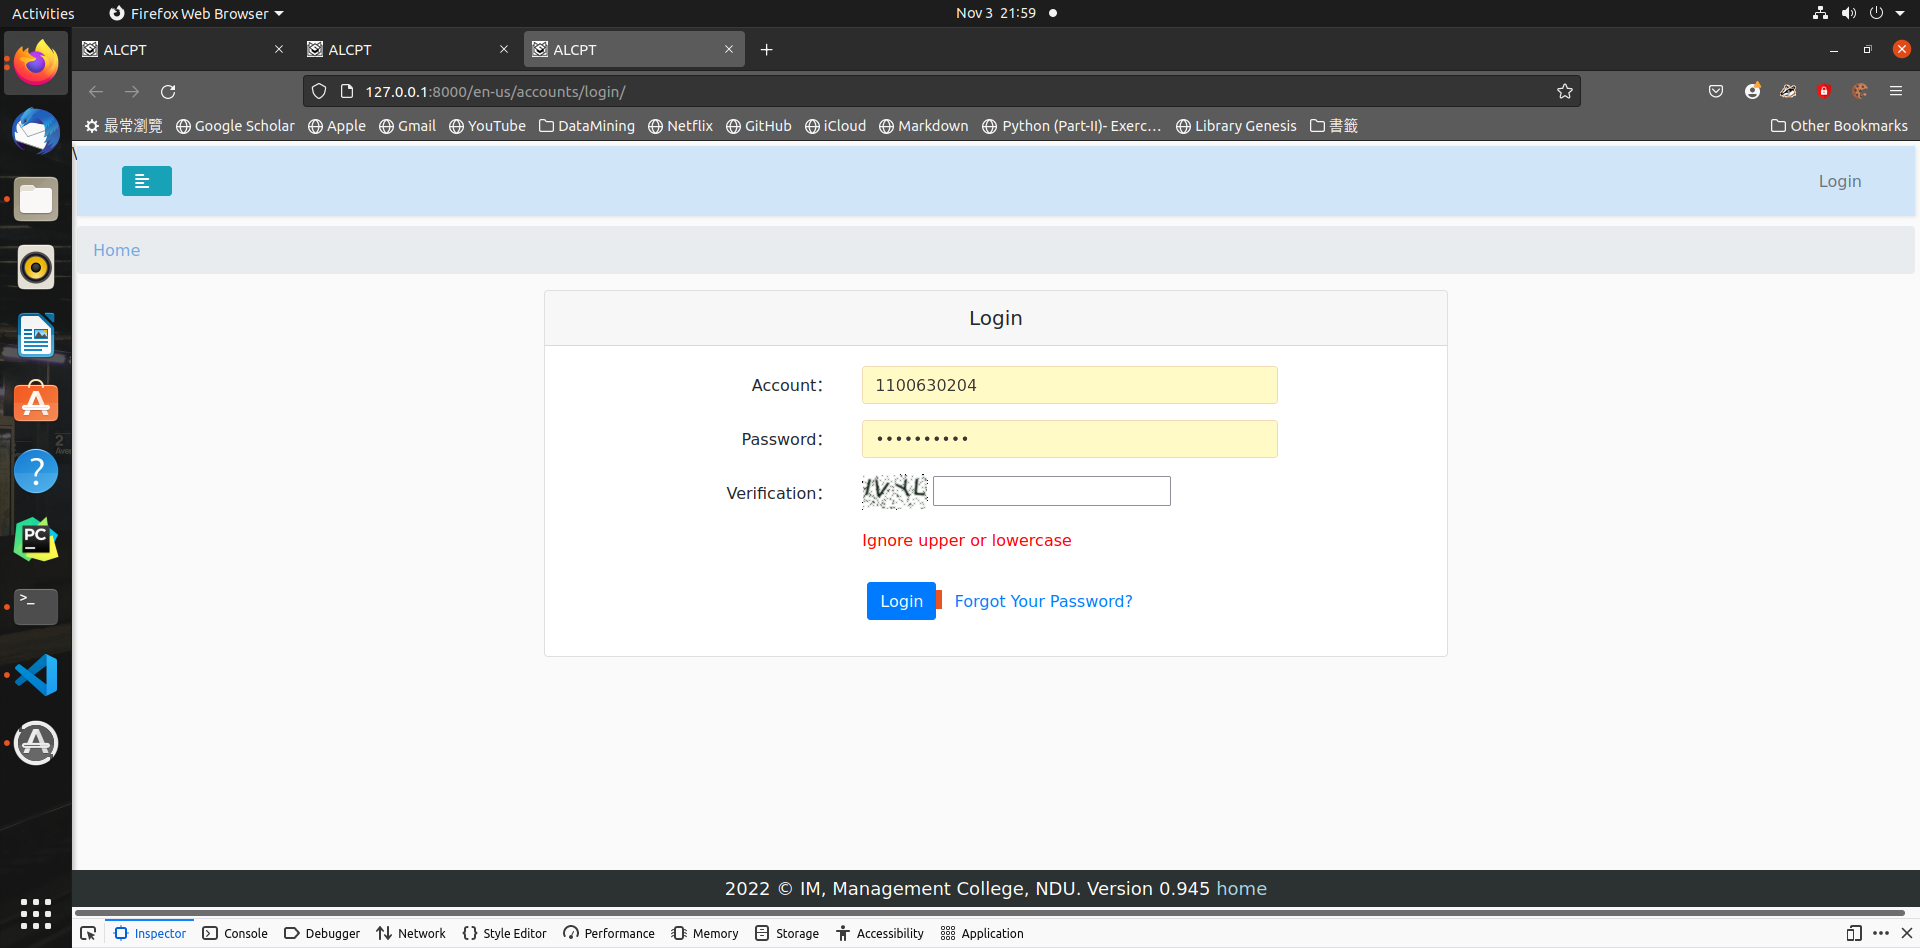 Activities
Firefox Web Browser
Nov 3 21:59
ALCPT
ALCPT
ALCPT
127.0.0.1:8000/en-us/accounts/login/
最常瀏覽
Google Scholar
Apple
Gmail
YouTube
DataMining
Netflix
GitHub
iCloud
Markdown
Python (Part-II)- Exerc…
Library Genesis
書籤
Other Bookmarks
Login
Home
Login
Account：
1100630204
Password：
Verification：
Ignore upper or lowercase
Login
Forgot Your Password?
2022 © IM, Management College, NDU. Version 0.945 home
Inspector
Console
Debugger
Network
Style Editor
Performance
Memory
Storage
Accessibility
Application